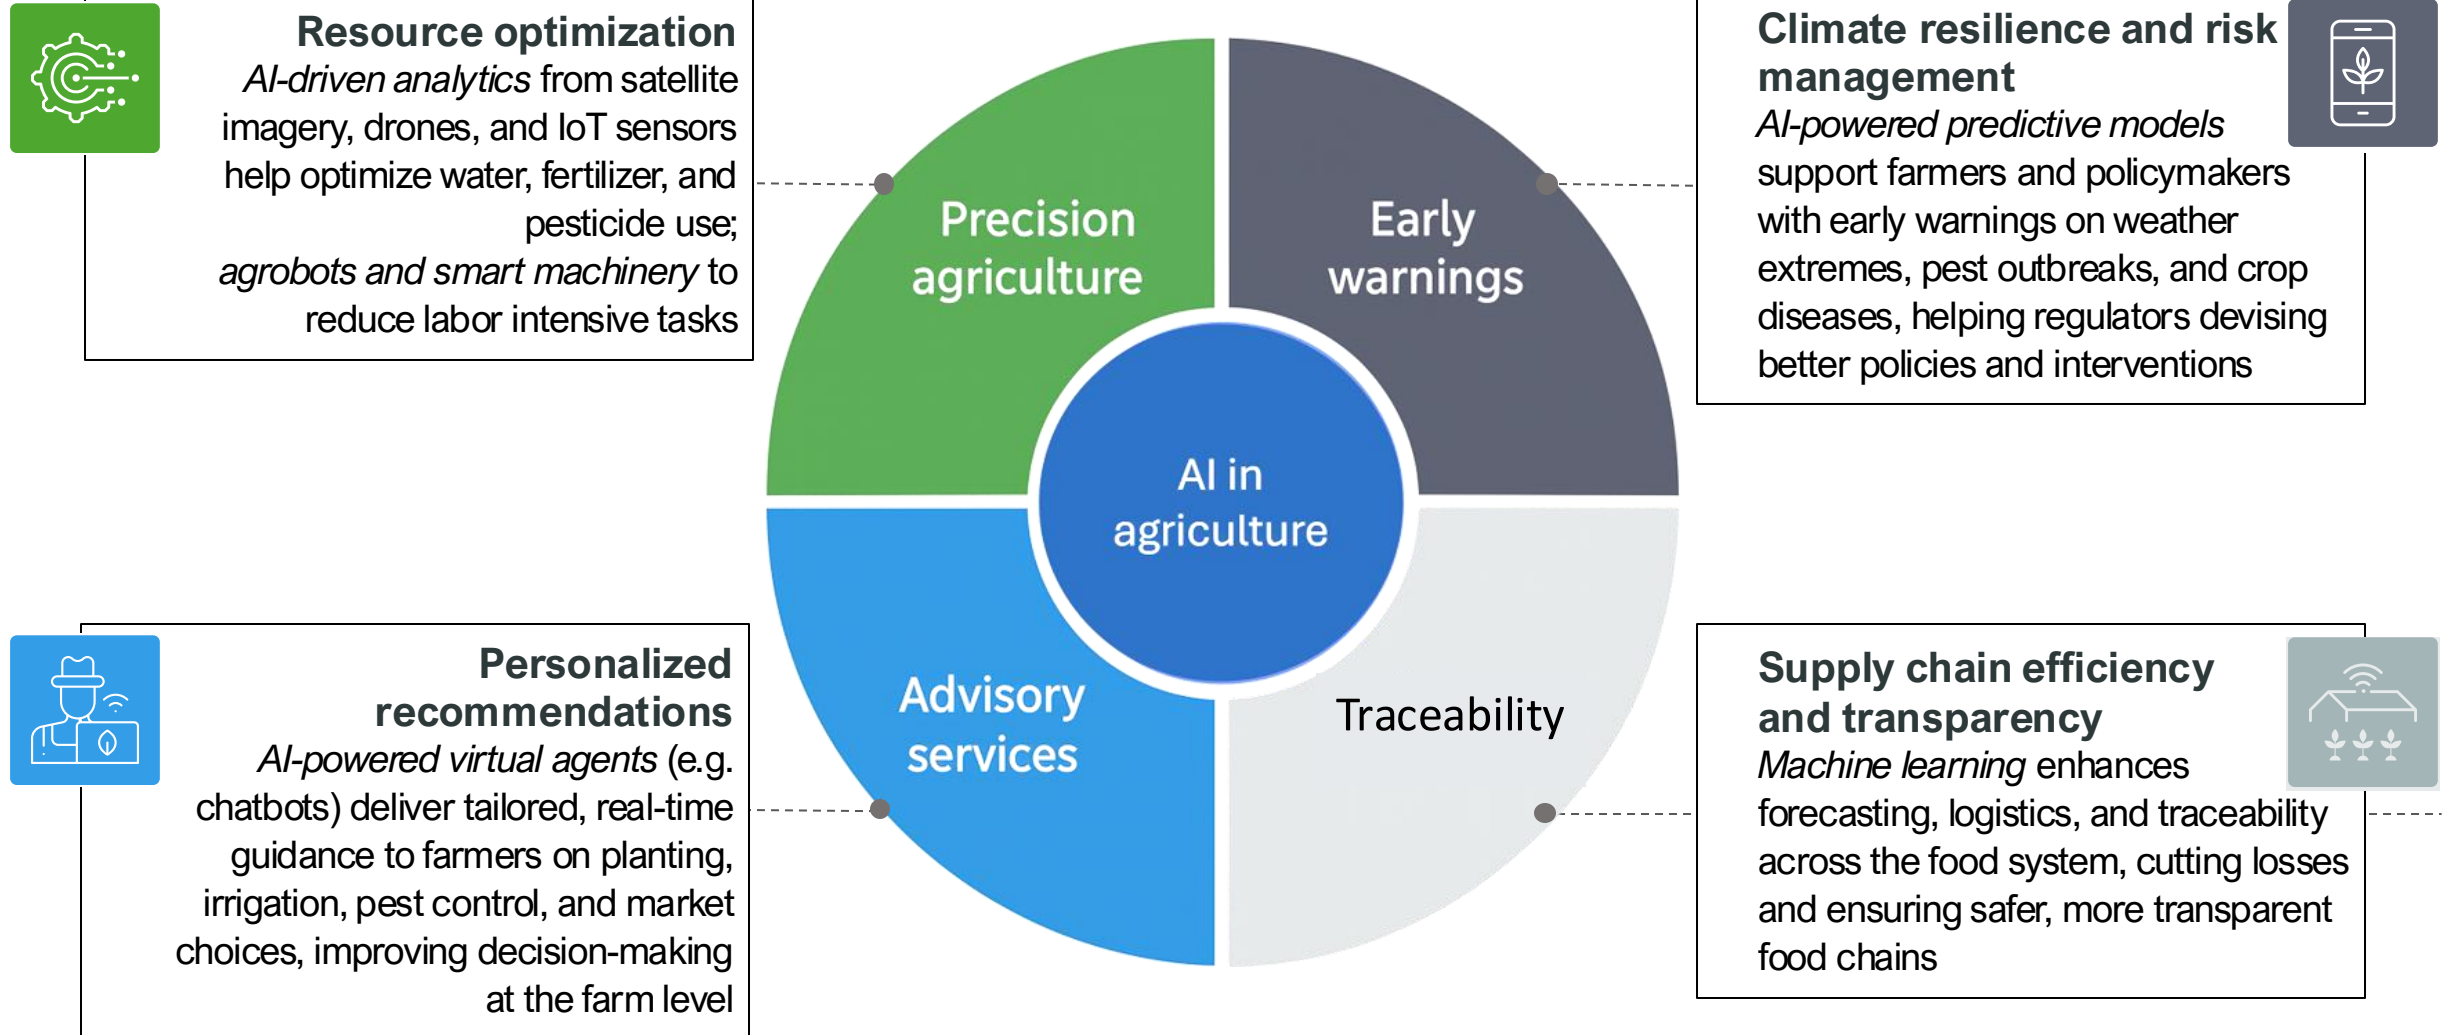 Resource optimization
AI-driven analytics from satellite
imagery, drones, and IoT sensors
help optimize water, fertilizer, and
pesticide use;
agrobots and smart machinery to
reduce labor intensive tasks
Precision
agriculture
Early
warnings
Climate resilience and risk
management
AI-powered predictive models
support farmers and policymakers
with early warnings on weather
extremes, pest outbreaks, and crop
diseases, helping regulators devising
better policies and interventions
AI in
agriculture
Personalized
recommendations
AI-powered virtual agents (e.g.
chatbots) deliver tailored, real-time
guidance to farmers on planting,
irrigation, pest control, and market
choices, improving decision-making
at the farm level
Advisory
services
Traceability
Supply chain efficiency
and transparency
Machine learning enhances
forecasting, logistics, and traceability
across the food system, cutting losses
and ensuring safer, more transparent
food chains